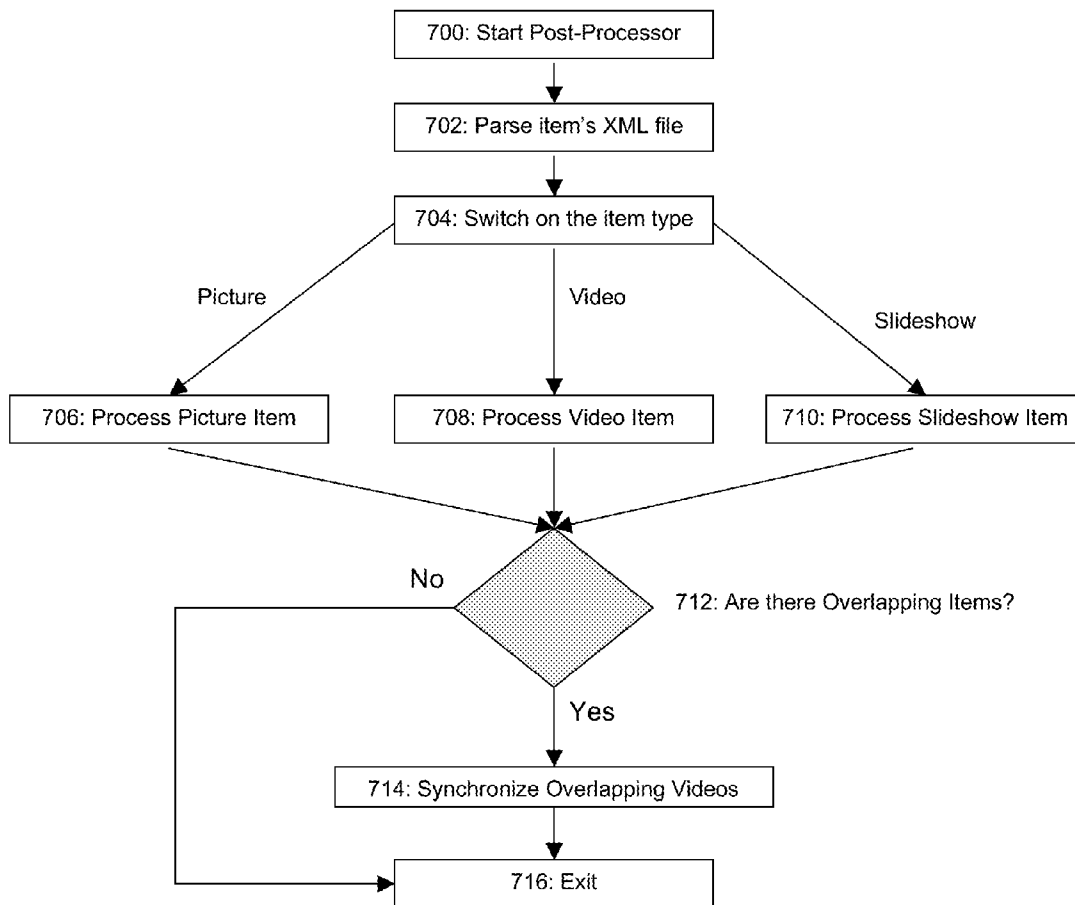 700: Start Post-Processor
702: Parse item's XML file
704: Switch on the item type
Picture
Video
Slideshow
706: Process Picture Item
708: Process Video Item
710: Process Slideshow Item
No
712: Are there Overlapping Items?
Yes
714: Synchronize Overlapping Videos
716: Exit